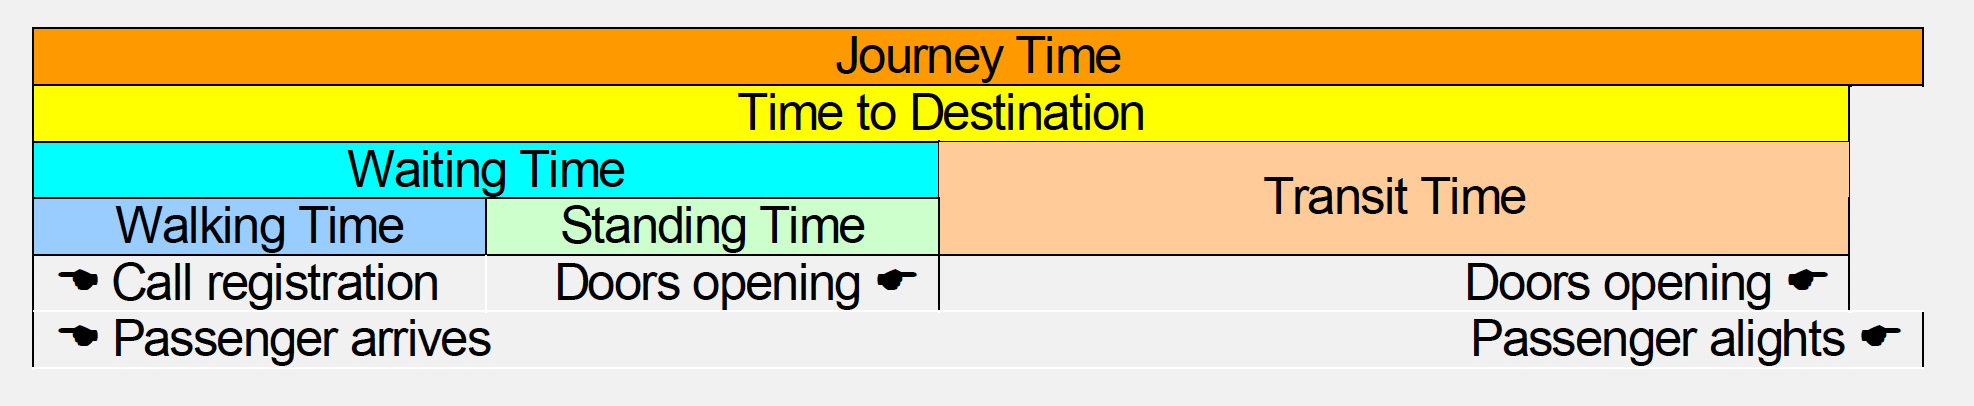 Journey Time
Time to Destination
Waiting Time
Transit Time
Walking Time Standing Time
☚ Call registration Doors opening ☛ Doors opening ☛
☚ Passenger arrives Passenger alights ☛